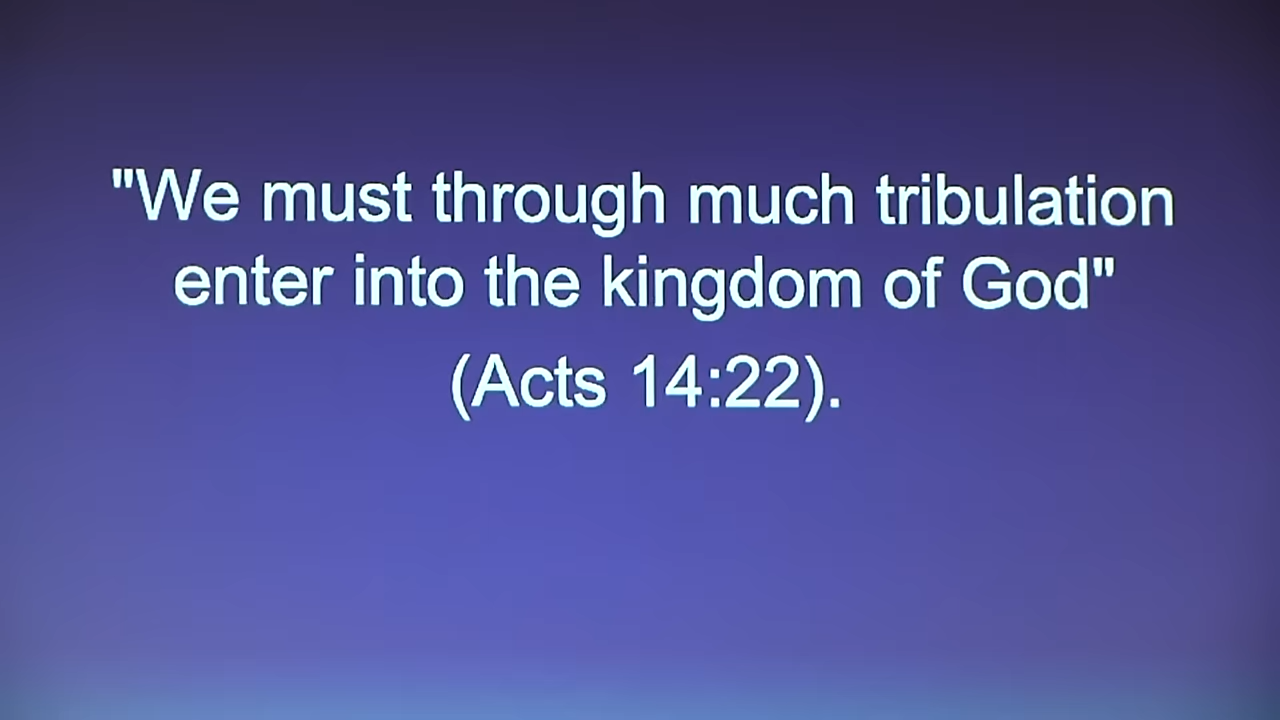 "We must through much tribulation
enter into the kingdom of God"
(Acts 14:22).